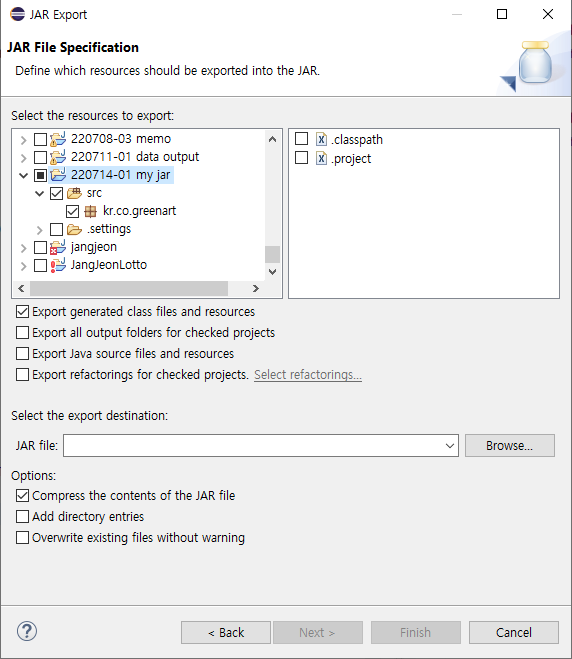 JAR Export
JAR File Specification
Define which resources should be exported into the JAR.
Select the resources to export:
220708-03 memo
220711-01 data output
220714-01 my jar
src
kr.co.greenart
.settings
jangjeon
JangJeonLotto
.classpath
.project
Export generated class files and resources
Export all output folders for checked projects
Export Java source files and resources
Export refactorings for checked projects. Select refactorings...
Select the export destination:
JAR file: Browse...
Options:
Compress the contents of the JAR file
Add directory entries
Overwrite existing files without warning
? < Back Next > Finish Cancel